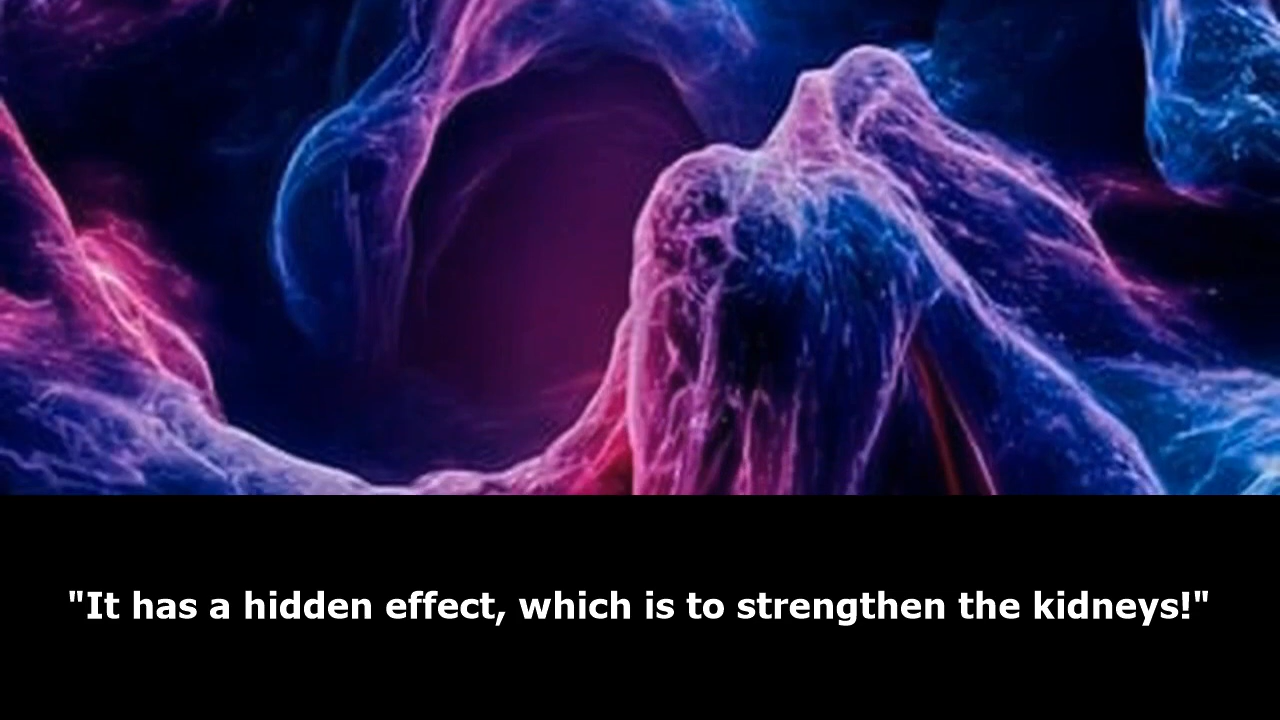 "It has a hidden effect, which is to strengthen the kidneys!"